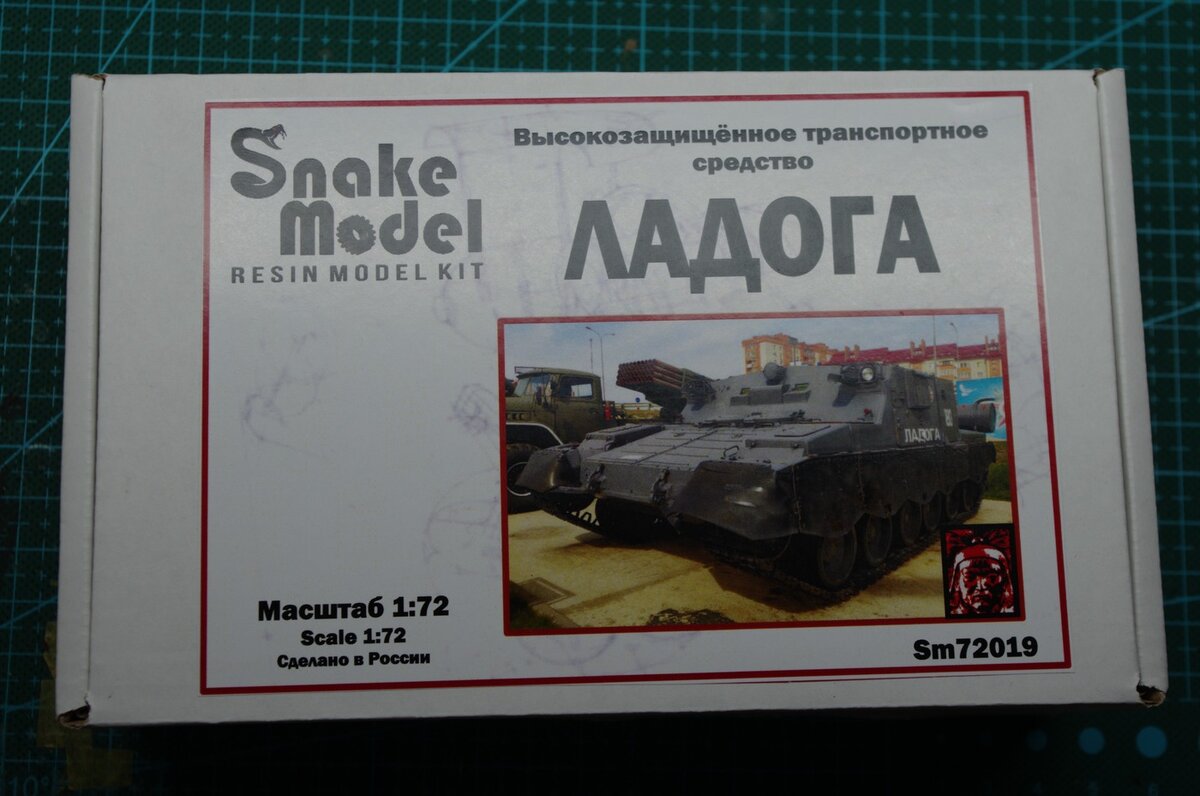 Snake
Model
RESIN MODEL KIT
Высокозащищённое транспортное
средство
ЛАДОГА
ЛАДОГА
Масштаб 1:72
Scale 1:72
Сделано в России
Sm72019